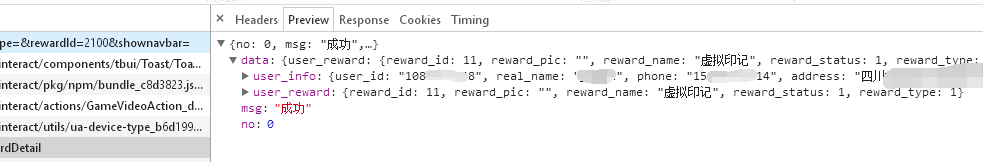 Headers Preview Response Cookies Timing
pe=&rewardId=2100&shownavbar=
interact/components/tbui/Toast/Toa...
interact/pkg/npm/bundle_c8d3823.js...
interact/actions/GameVideoAction_d...
interact/utils/ua-device-type_b6d199...
rdDetail
{no: 0, msg: "成功",…}
data: {user_reward: {reward_id: 11, reward_pic: "", reward_name: "虚拟印记", reward_status: 1, reward_type:
user_info: {user_id: "108 8", real_name: " ", phone: "15 14", address: "四川
user_reward: {reward_id: 11, reward_pic: "", reward_name: "虚拟印记", reward_status: 1, reward_type: 1}
msg: "成功"
no: 0